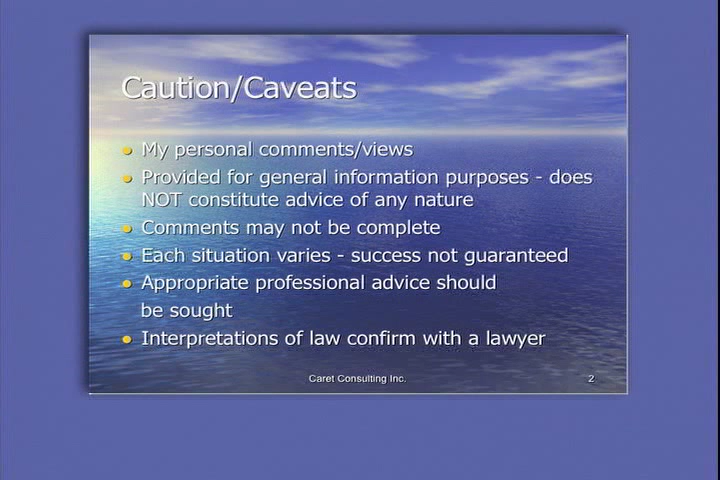 Caution/Caveats
● My personal comments/views
● Provided for general information purposes - does
NOT constitute advice of any nature
● Comments may not be complete
● Each situation varies - success not guaranteed
● Appropriate professional advice should
be sought
● Interpretations of law confirm with a lawyer
Caret Consulting Inc.
2